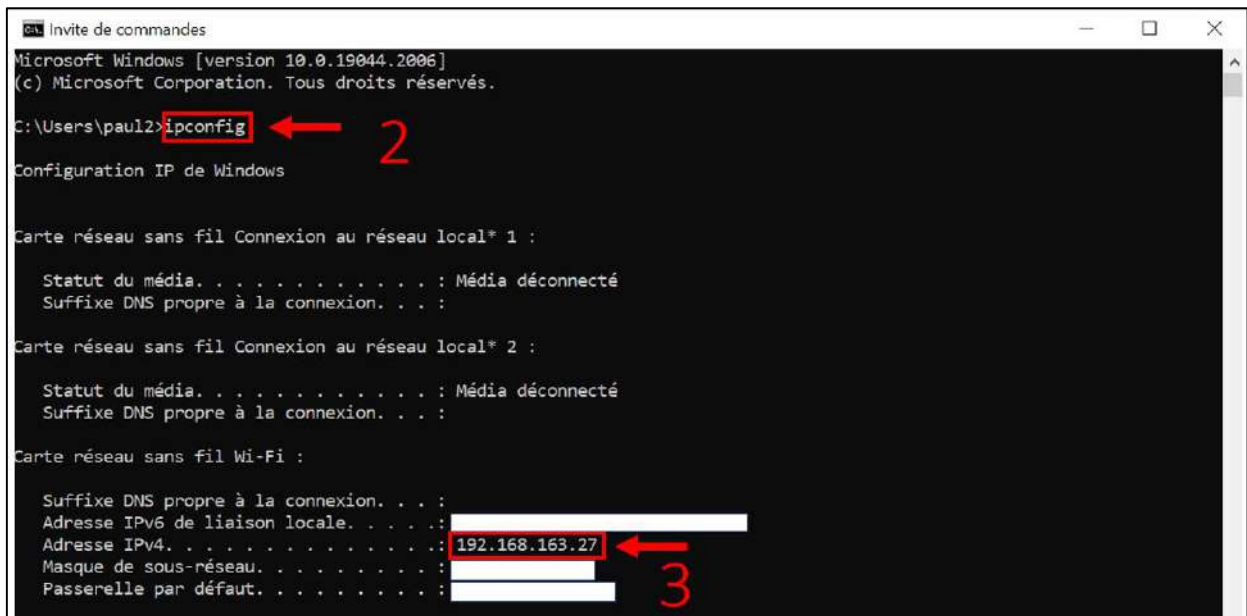 Invite de commandes
Microsoft Windows [version 10.0.19044.2006]
(c) Microsoft Corporation. Tous droits réservés.
C:\Users\paul2>ipconfig 2
Configuration IP de Windows
Carte réseau sans fil Connexion au réseau local* 1 :
Statut du média. . . . . . . . . . . . . : Média déconnecté
Suffixe DNS propre à la connexion. . . :
Carte réseau sans fil Connexion au réseau local* 2 :
Statut du média. . . . . . . . . . . . . : Média déconnecté
Suffixe DNS propre à la connexion. . . :
Carte réseau sans fil Wi-Fi :
Suffixe DNS propre à la connexion. . . :
Adresse IPv6 de liaison locale. . . . .:
Adresse IPv4. . . . . . . . . . . . . .: 192.168.163.27
Masque de sous-réseau. . . . . . . . . :
Passerelle par défaut. . . . . . . . . :
3